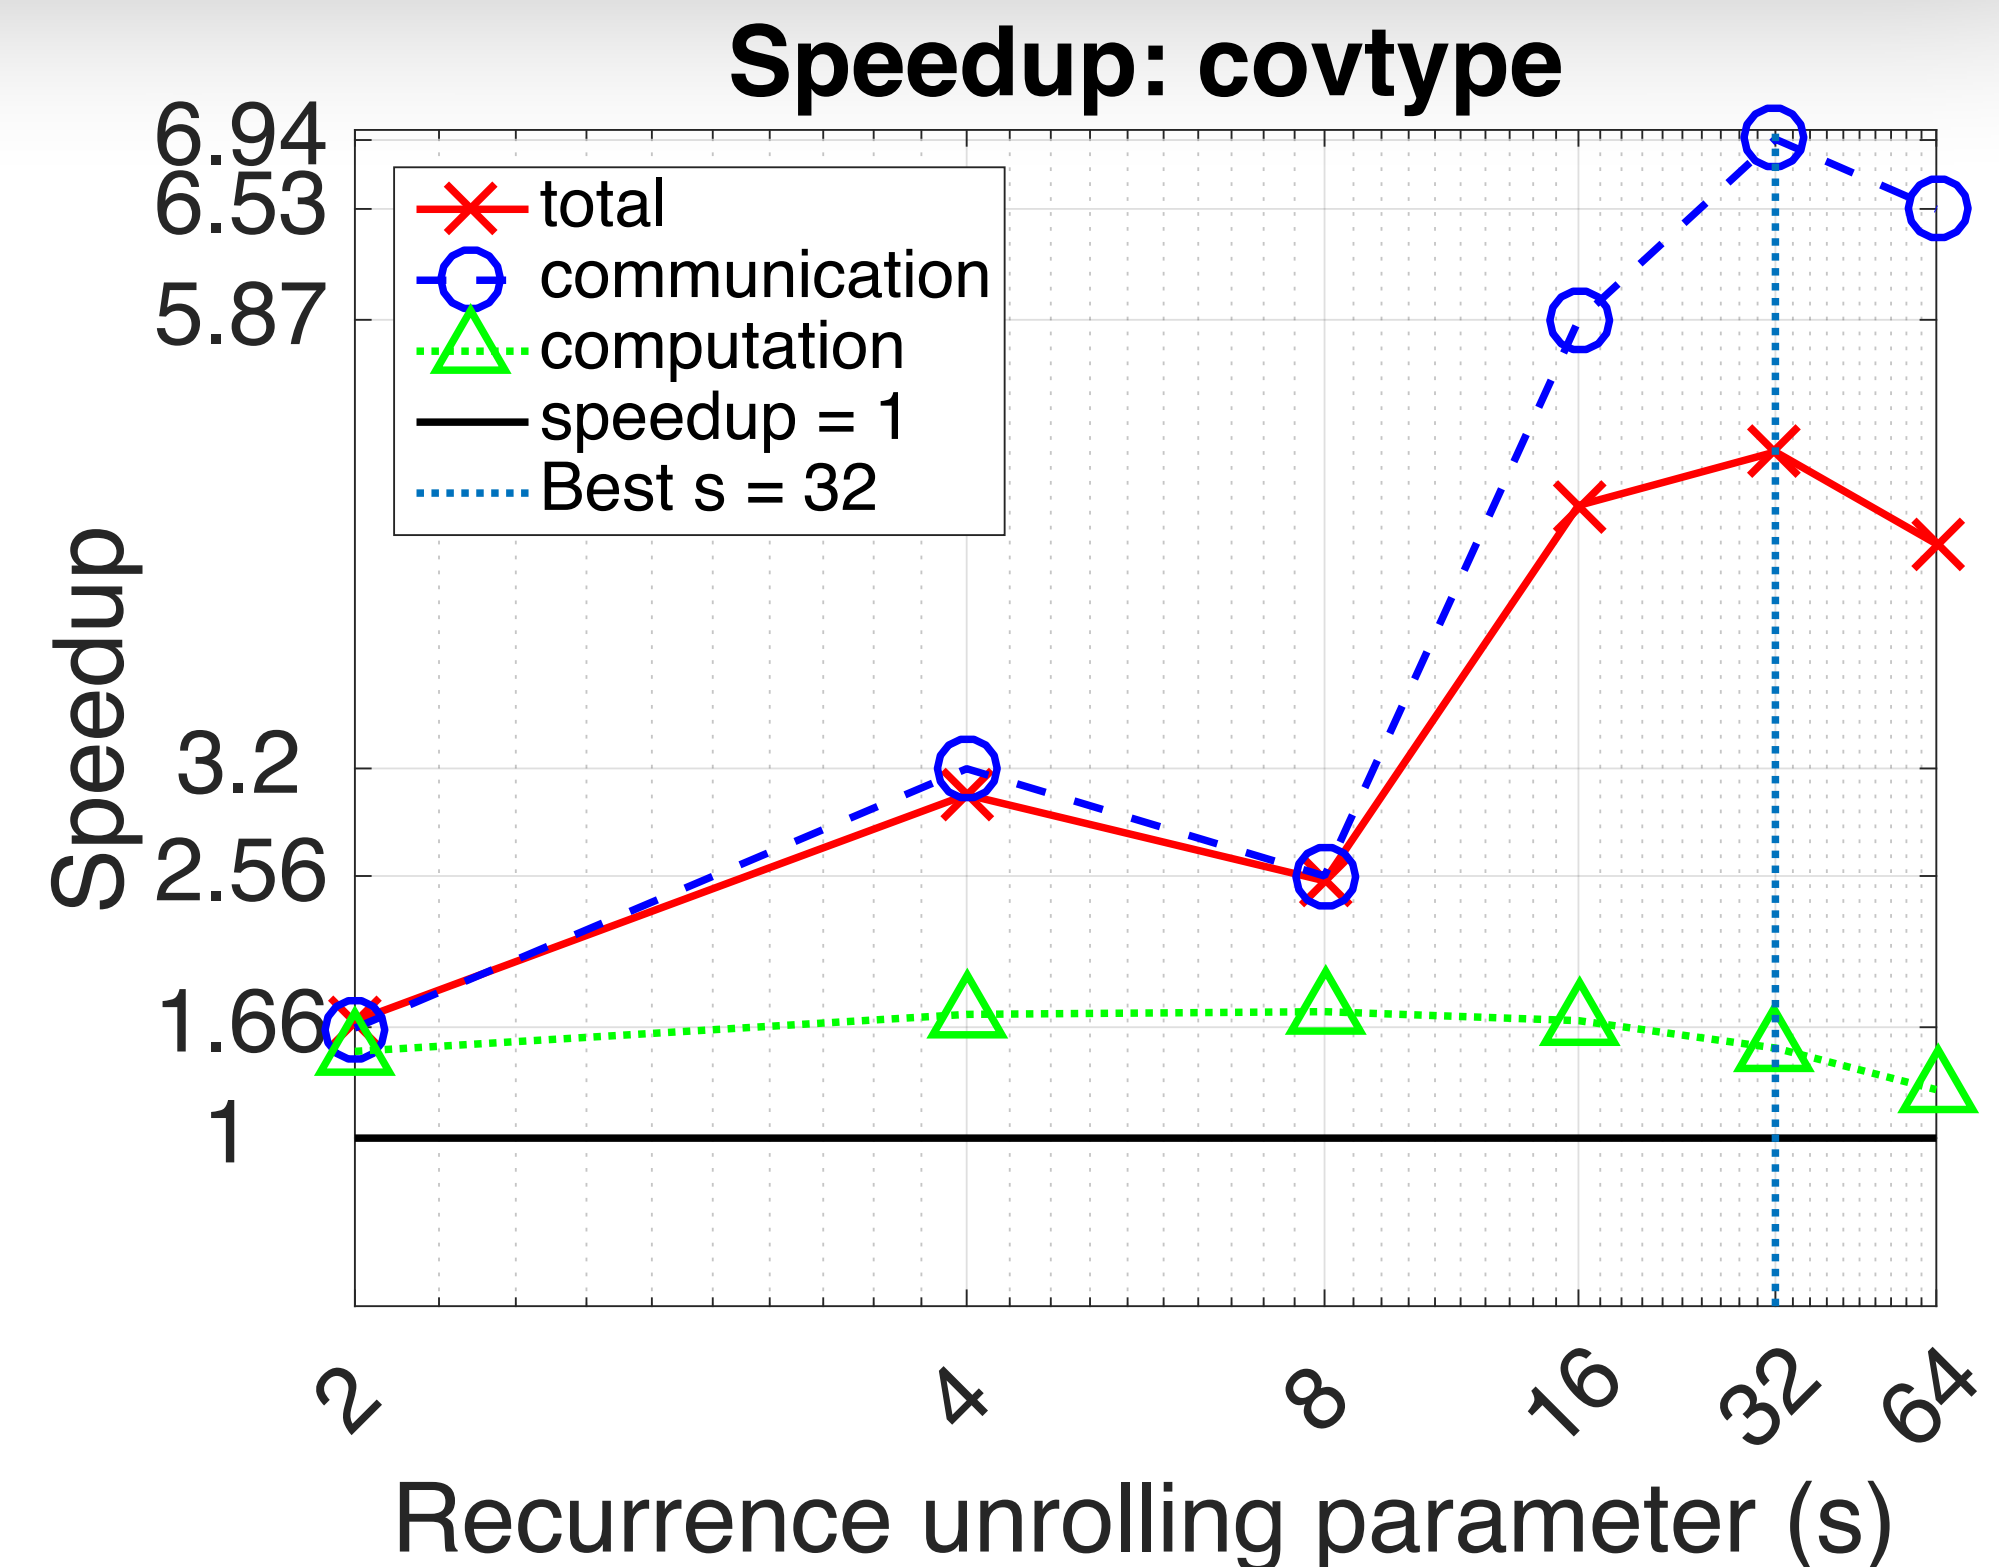 Speedup: covtype
6.94
6.53
5.87
3.2
2.56
1.66
1
Speedup
total
communication
computation
speedup = 1
Best s = 32
2 4 8 16 32 64
Recurrence unrolling parameter (s)